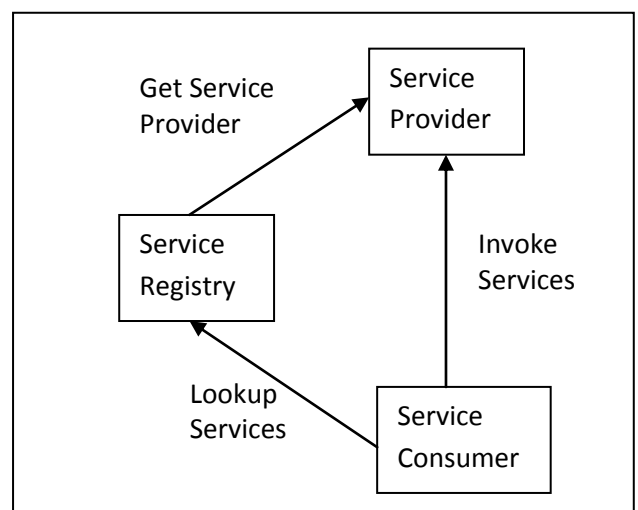 Service
Provider
Get Service
Provider
Service
Registry
Invoke
Services
Lookup
Services
Service
Consumer